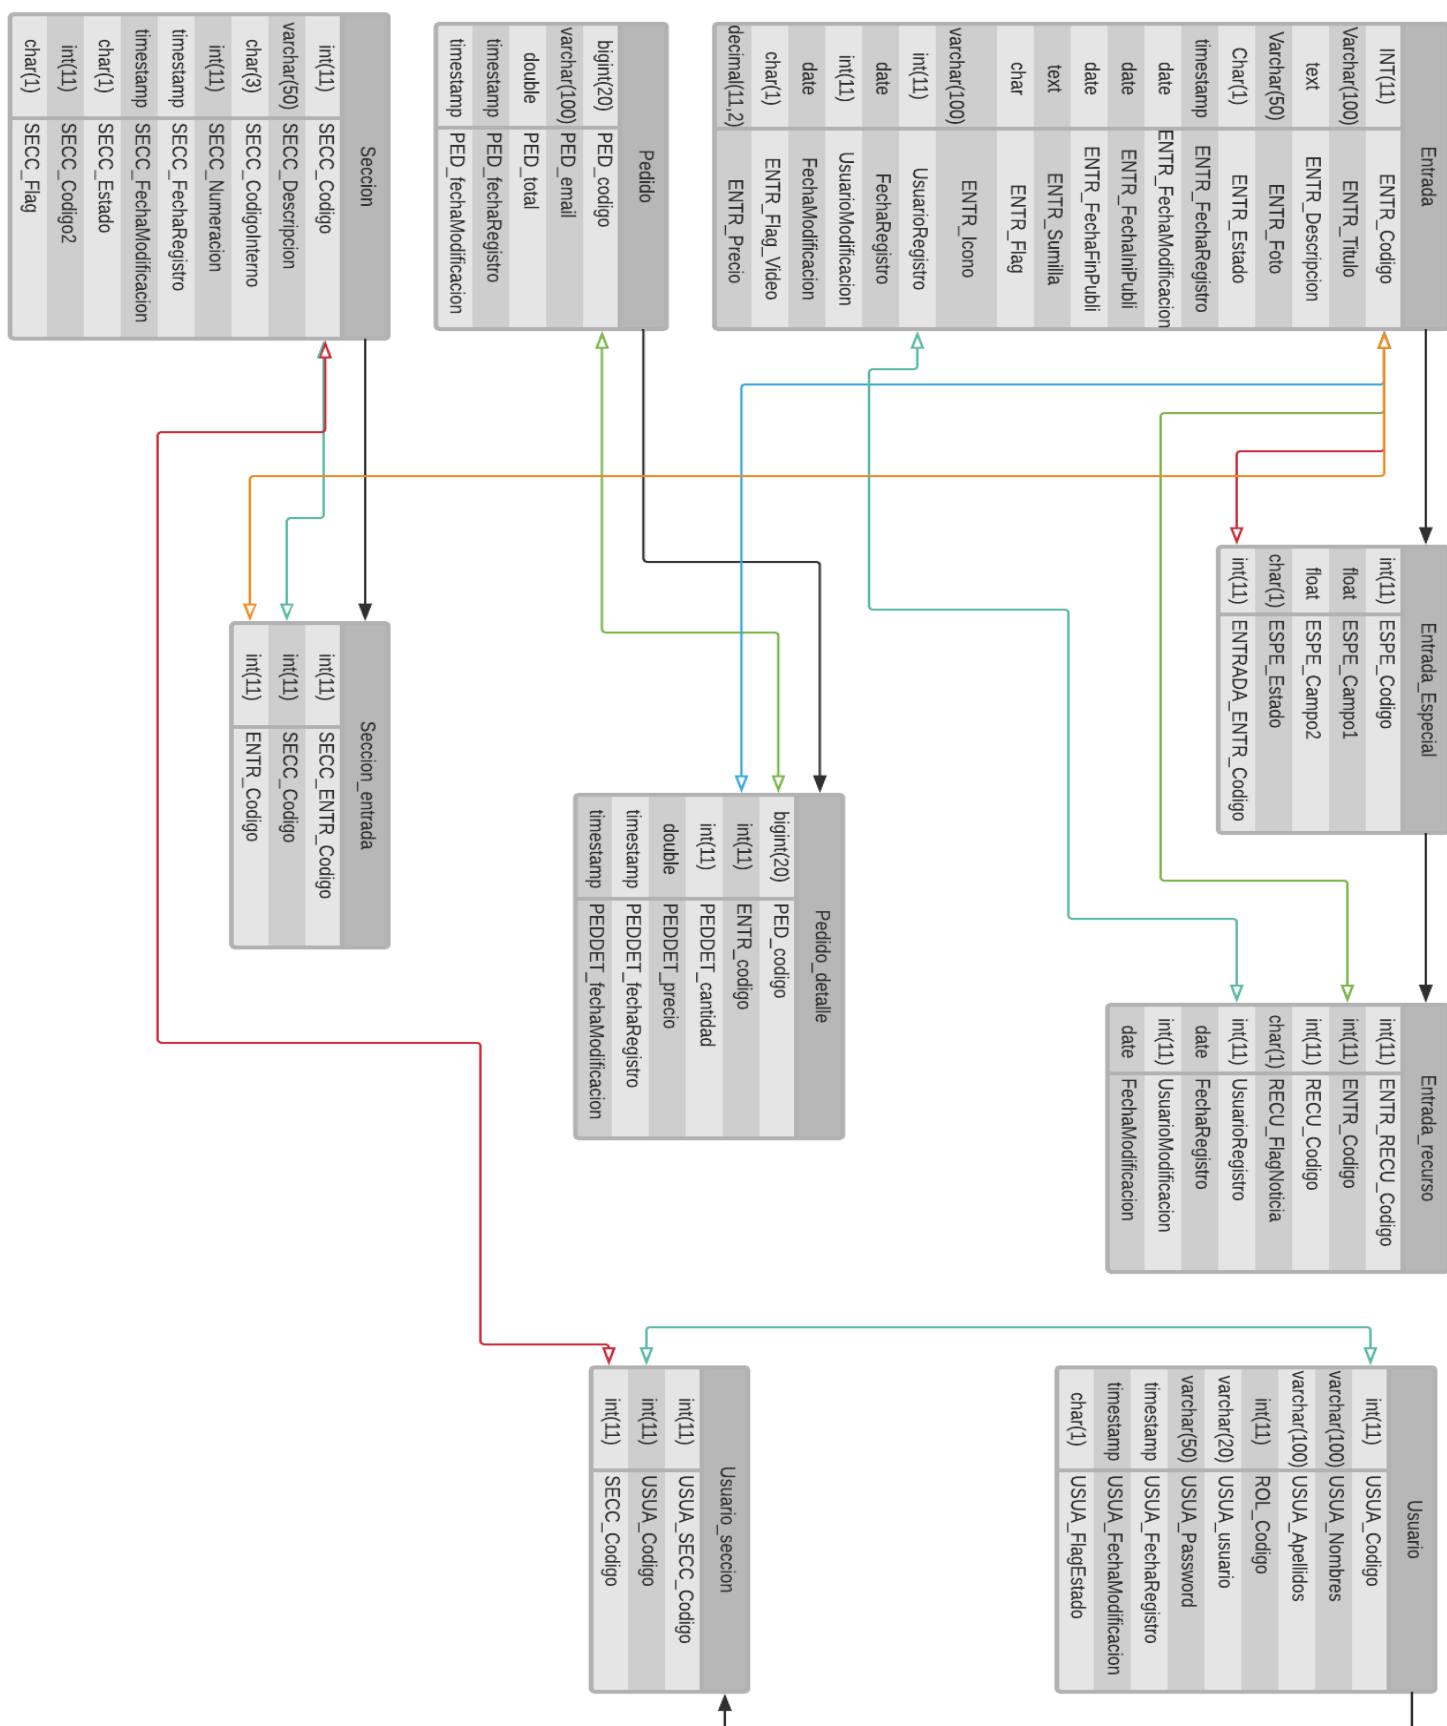 Entrada
INT(11) ENTR_Codigo
Varchar(100) ENTR_Titulo
text ENTR_Descripcion
Varchar(50) ENTR_Foto
Char(1) ENTR_Estado
timestamp ENTR_FechaRegistro
date ENTR_FechaModificacion
date ENTR_FechaIniPubli
date ENTR_FechaFinPubli
text ENTR_Sumilla
char ENTR_Flag
varchar(100) ENTR_Icono
int(11) UsuarioRegistro
date FechaRegistro
int(11) UsuarioModificacion
date FechaModificacion
char(1) ENTR_Flag_Video
decimal(11,2) ENTR_Precio
Entrada_Especial
int(11) ESPE_Codigo
float ESPE_Campo1
float ESPE_Campo2
char(1) ESPE_Estado
int(11) ENTRADA_ENTR_Codigo
Entrada_recurso
int(11) ENTR_RECU_Codigo
int(11) ENTR_Codigo
int(11) RECU_Codigo
char(1) RECU_FlagNoticia
int(11) UsuarioRegistro
date FechaRegistro
int(11) UsuarioModificacion
date FechaModificacion
Usuario
int(11) USUA_Codigo
varchar(100) USUA_Nombres
varchar(100) USUA_Apellidos
int(11) ROL_Codigo
varchar(20) USUA_usuario
varchar(50) USUA_Password
timestamp USUA_FechaRegistro
timestamp USUA_FechaModificacion
char(1) USUA_FlagEstado
Pedido
bigint(20) PED_codigo
varchar(100) PED_email
double PED_total
timestamp PED_fechaRegistro
timestamp PED_fechaModificacion
Pedido_detalle
bigint(20) PED_codigo
int(11) ENTR_codigo
int(11) PEDDET_cantidad
double PEDDET_precio
timestamp PEDDET_fechaRegistro
timestamp PEDDET_fechaModificacion
Usuario_seccion
int(11) USUA_SECC_Codigo
int(11) USUA_Codigo
int(11) SECC_Codigo
Seccion
int(11) SECC_Codigo
varchar(50) SECC_Descripcion
char(3) SECC_CodigoInterno
int(11) SECC_Numeracion
timestamp SECC_FechaRegistro
timestamp SECC_FechaModificacion
char(1) SECC_Estado
int(11) SECC_Codigo2
char(1) SECC_Flag
Seccion_entrada
int(11) SECC_ENTR_Codigo
int(11) SECC_Codigo
int(11) ENTR_Codigo